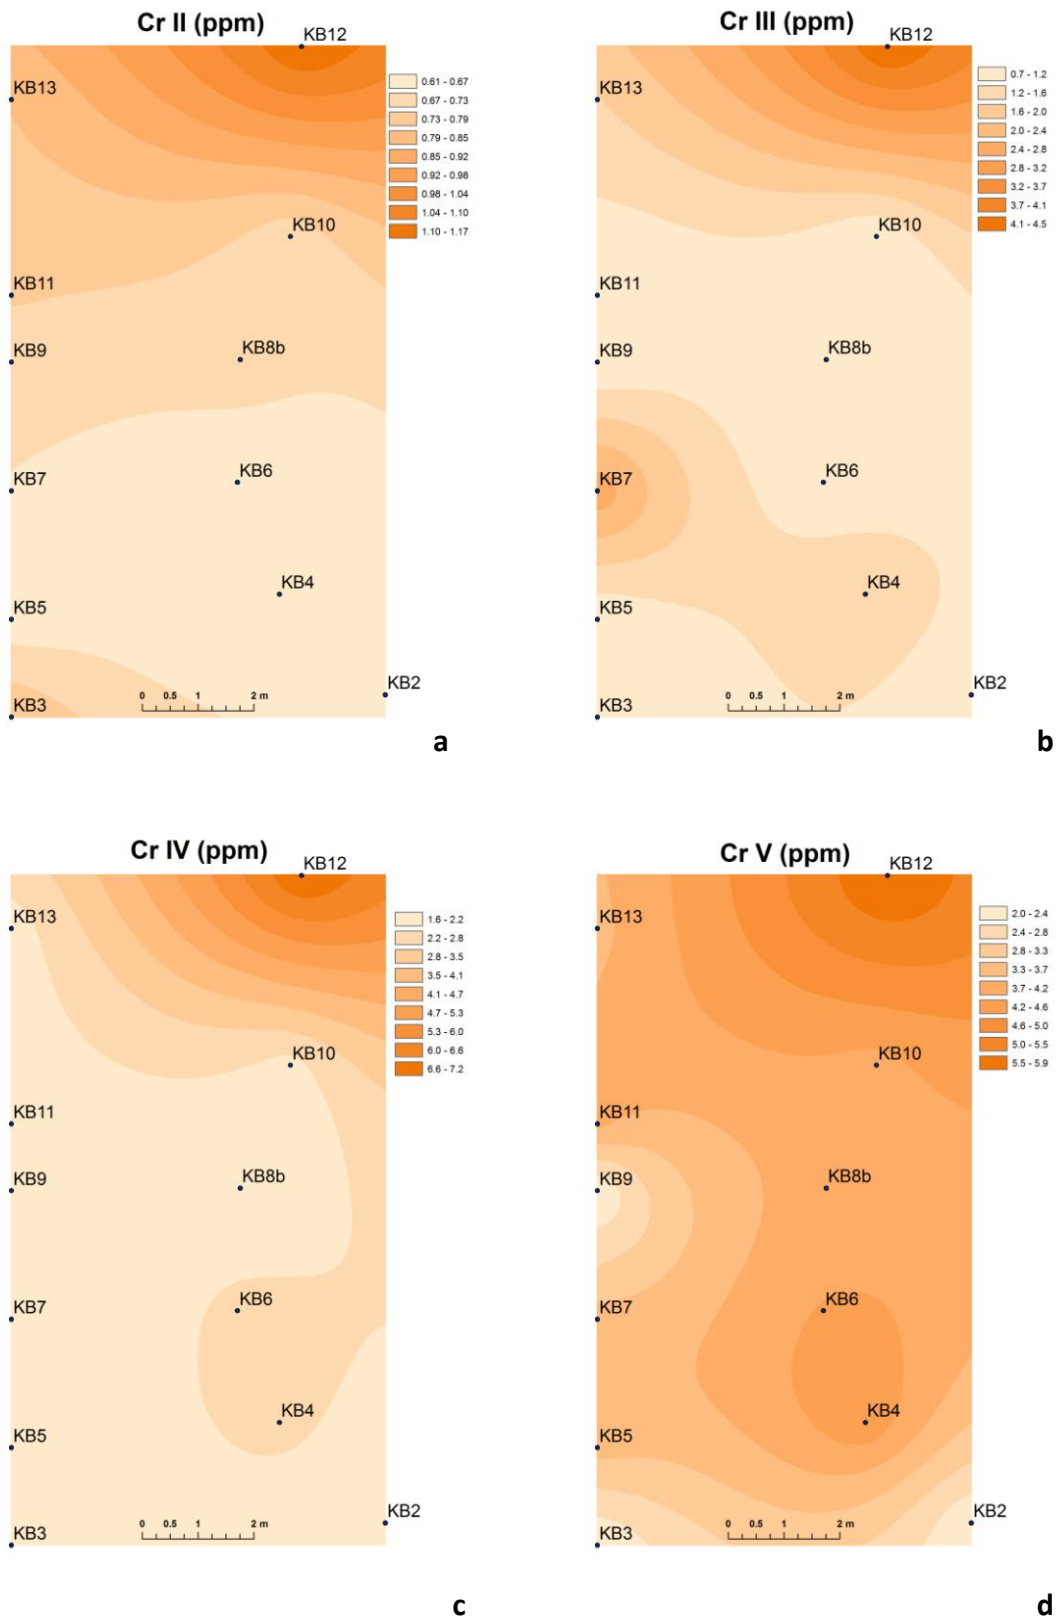 Cr II (ppm)
KB12
KB13
KB10
KB11
KB9
KB8b
KB7
KB6
KB5
KB4
KB3
KB2
0 0.5 1 2 m
0.61 - 0.67
0.67 - 0.73
0.73 - 0.79
0.79 - 0.85
0.85 - 0.92
0.92 - 0.98
0.98 - 1.04
1.04 - 1.10
1.10 - 1.17
a
Cr III (ppm)
KB12
KB13
KB10
KB11
KB9
KB8b
KB7
KB6
KB5
KB4
KB3
KB2
0 0.5 1 2 m
0.7 - 1.2
1.2 - 1.6
1.6 - 2.0
2.0 - 2.4
2.4 - 2.8
2.8 - 3.2
3.2 - 3.7
3.7 - 4.1
4.1 - 4.5
b
Cr IV (ppm)
KB12
KB13
KB10
KB11
KB9
KB8b
KB7
KB6
KB5
KB4
KB3
KB2
0 0.5 1 2 m
1.6 - 2.2
2.2 - 2.8
2.8 - 3.5
3.5 - 4.1
4.1 - 4.7
4.7 - 5.3
5.3 - 6.0
6.0 - 6.6
6.6 - 7.2
c
Cr V (ppm)
KB12
KB13
KB10
KB11
KB9
KB8b
KB7
KB6
KB5
KB4
KB3
KB2
0 0.5 1 2 m
2.0 - 2.4
2.4 - 2.8
2.8 - 3.3
3.3 - 3.7
3.7 - 4.2
4.2 - 4.6
4.6 - 5.0
5.0 - 5.5
5.5 - 5.9
d